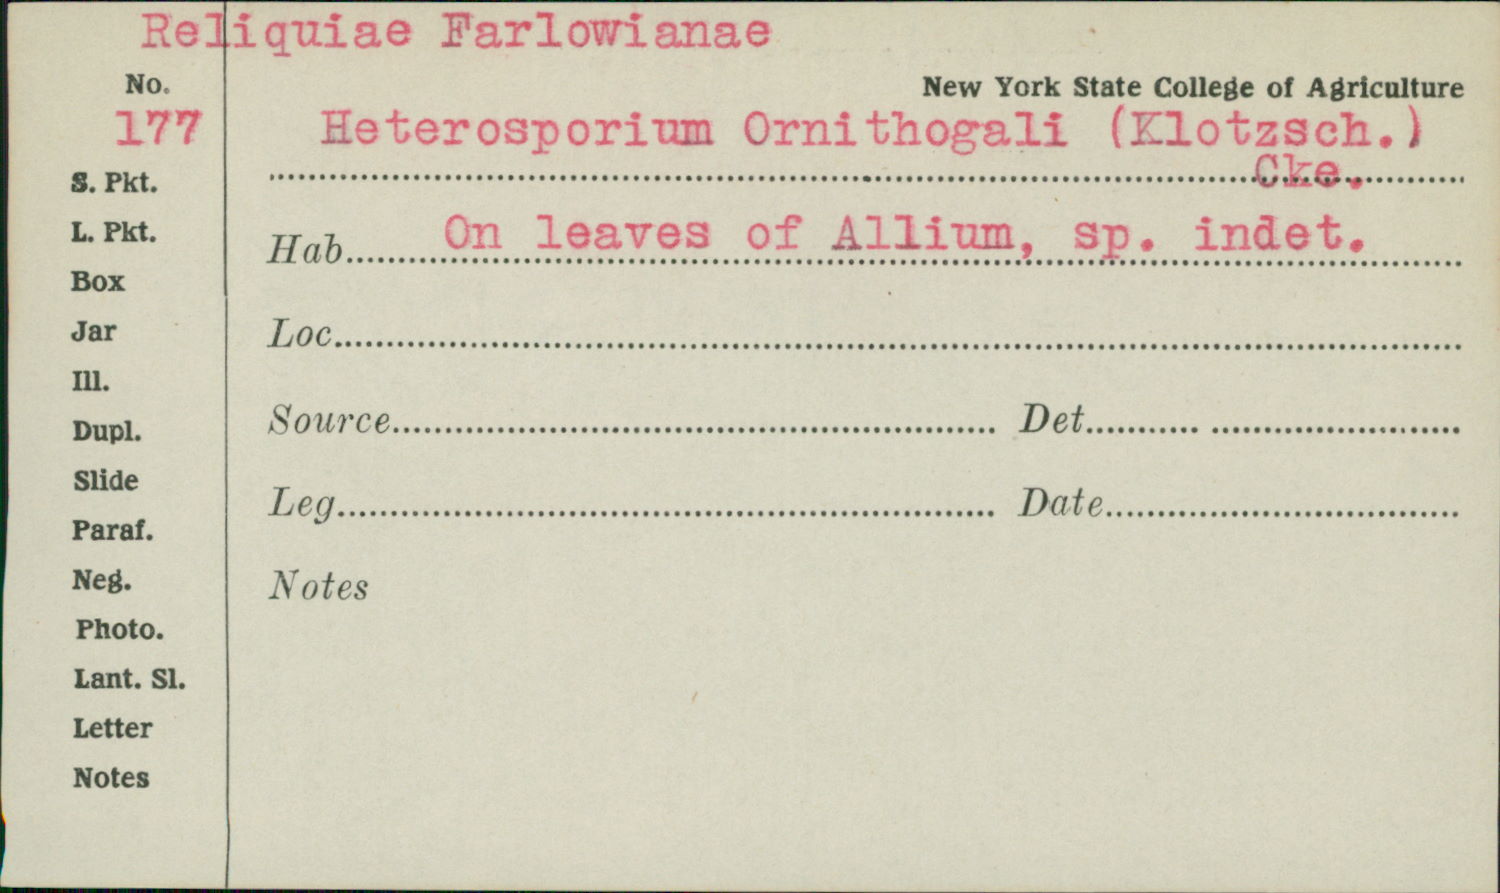 Reliquiae Farlowianae
No.
New York State College of Agriculture
177
Heterosporium Ornithogali (Klotzsch.)
Cke.
S. Pkt.
L. Pkt.
Hab. On leaves of Allium, sp. indet.
Box
Jar
Loc.
Ill.
Dupl.
Source
Det.
Slide
Leg.
Date
Paraf.
Neg.
Notes
Photo.
Lant. Sl.
Letter
Notes